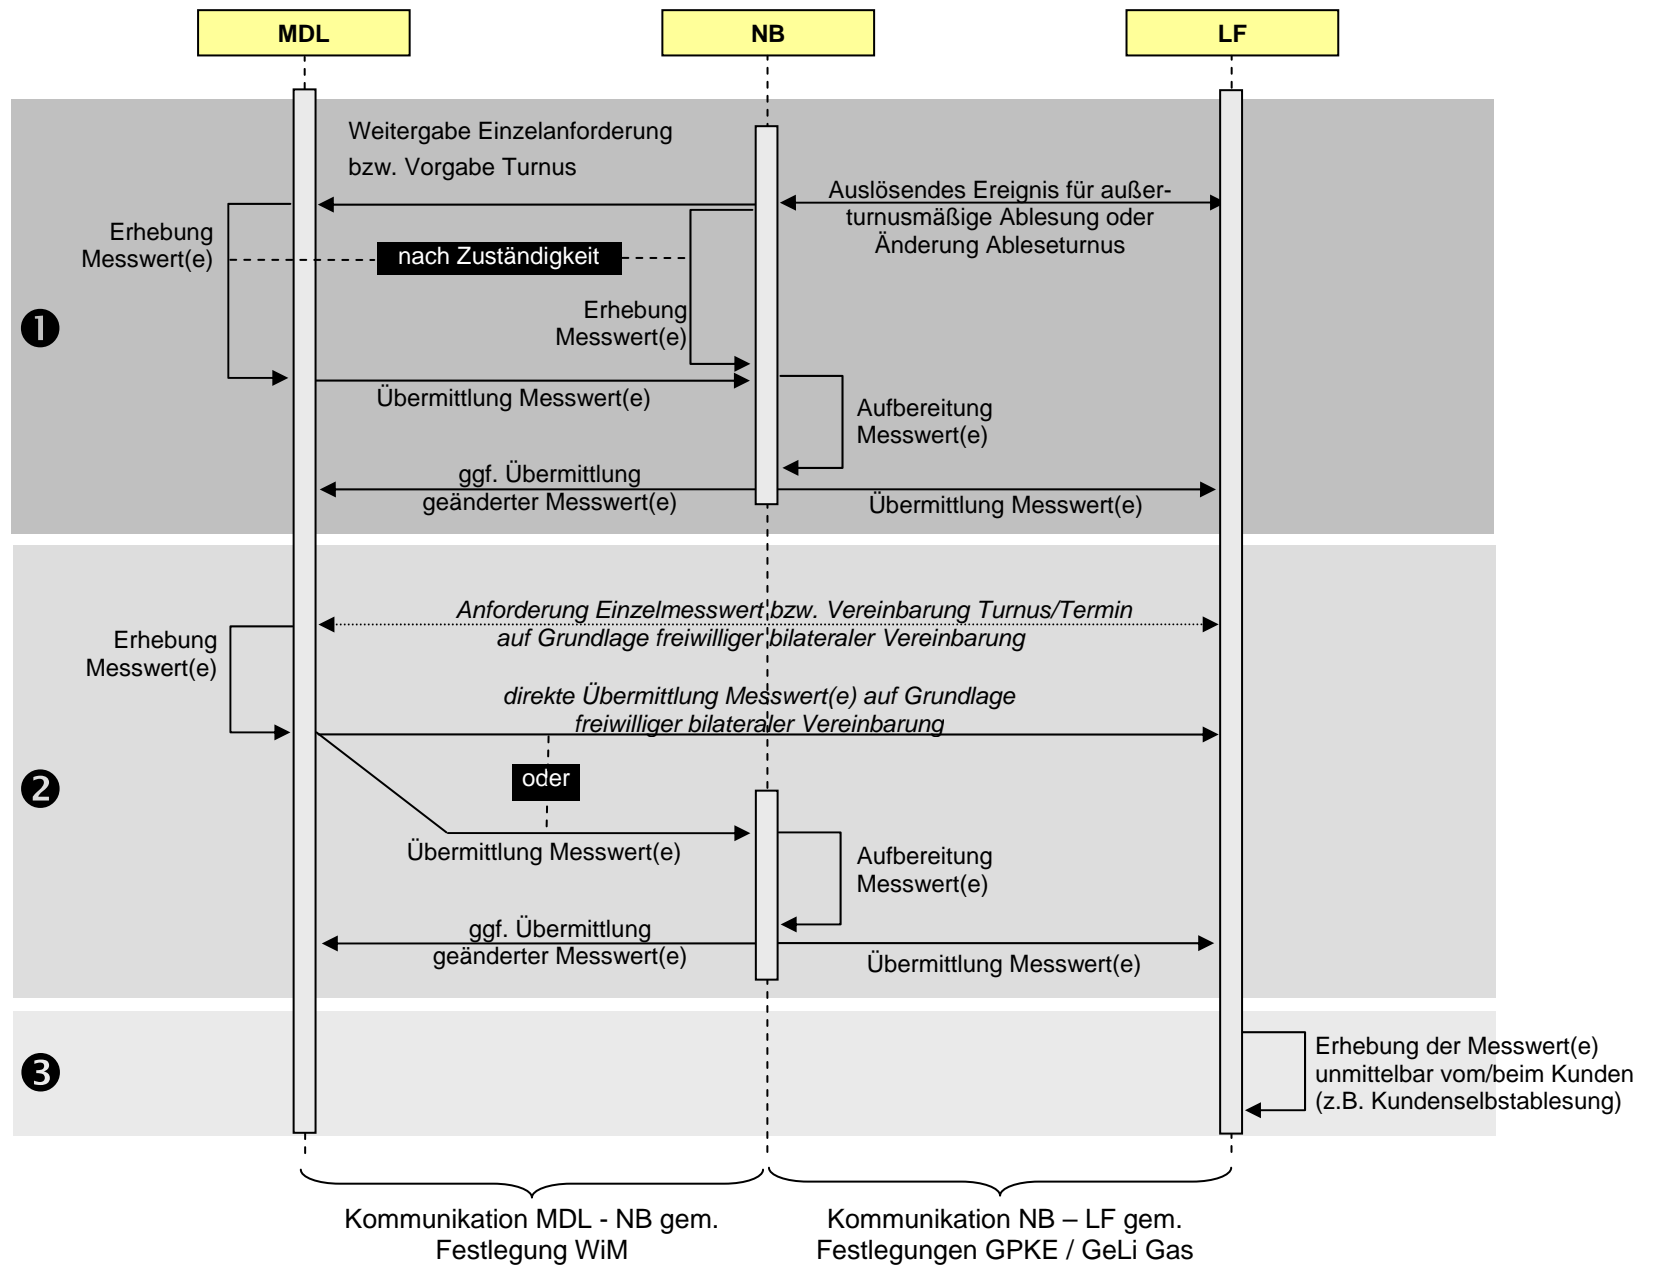 MDL
NB
LF
Weitergabe Einzelanforderung
bzw. Vorgabe Turnus
Auslösendes Ereignis für außer-
turnusmäßige Ablesung oder
Änderung Ableseturnus
Erhebung
Messwert(e)
nach Zuständigkeit
Erhebung
Messwert(e)
❶
Übermittlung Messwert(e)
Aufbereitung
Messwert(e)
ggf. Übermittlung
geänderter Messwert(e)
Übermittlung Messwert(e)
Anforderung Einzelmesswert bzw. Vereinbarung Turnus/Termin
auf Grundlage freiwilliger bilateraler Vereinbarung
Erhebung
Messwert(e)
direkte Übermittlung Messwert(e) auf Grundlage
freiwilliger bilateraler Vereinbarung
❷
oder
Übermittlung Messwert(e)
Aufbereitung
Messwert(e)
ggf. Übermittlung
geänderter Messwert(e)
Übermittlung Messwert(e)
❸
Erhebung der Messwert(e)
unmittelbar vom/beim Kunden
(z.B. Kundenselbstablesung)
Kommunikation MDL - NB gem.
Festlegung WiM
Kommunikation NB – LF gem.
Festlegungen GPKE / GeLi Gas